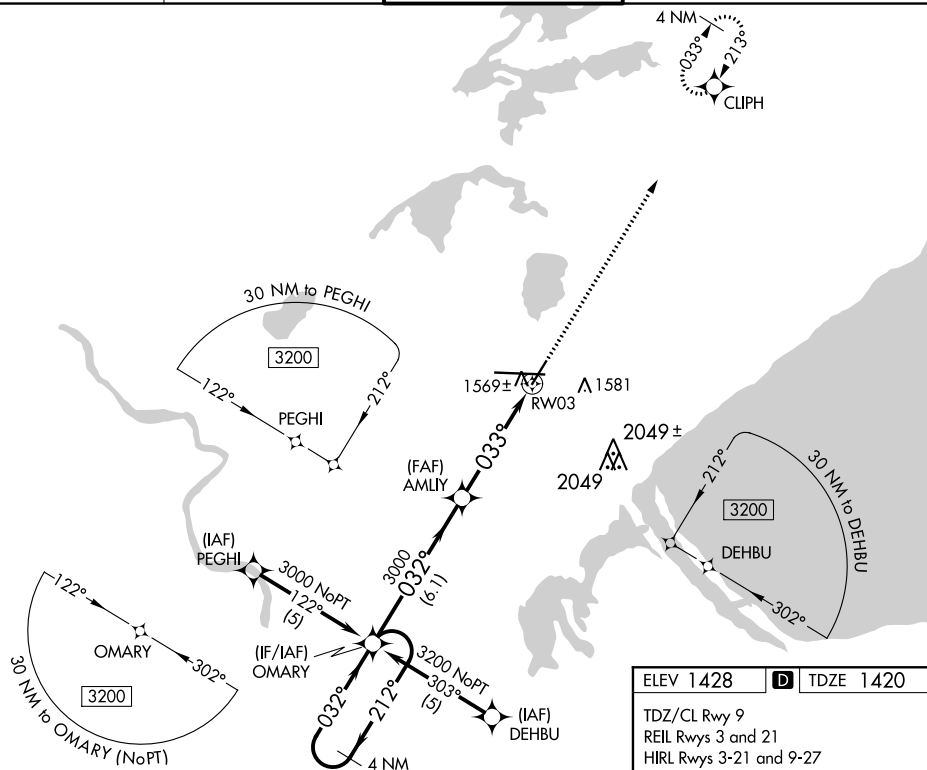 4 NM
033°
213°
CLIPH
30 NM to PEGHI
3200
122°
212°
PEGHI
1569±
1581
RW03
033°
2049±
2049
(FAF)
AMLIY
212°
30 NM to DEHBU
3200
DEHBU
302°
(IAF)
PEGHI
3000 NoPT
122°
(5)
3000
032°
(6.1)
122°
OMARY
302°
3200
30 NM to OMARY (NoPT)
(IF/IAF)
OMARY
3200 NoPT
303°
(5)
(IAF)
DEHBU
032°
212°
4 NM
ELEV 1428 D TDZE 1420
TDZ/CL Rwy 9
REIL Rwys 3 and 21
HIRL Rwys 3-21 and 9-27